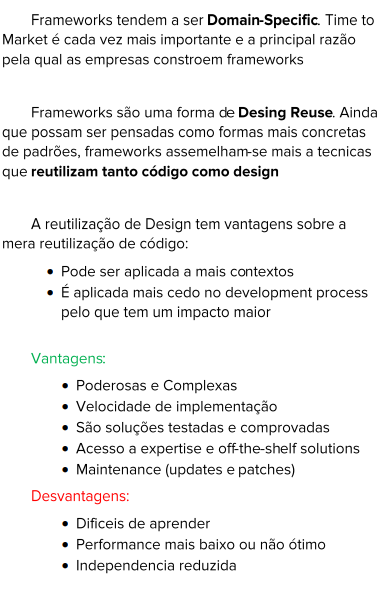 Frameworks tendem a ser Domain-Specific. Time to
Market é cada vez mais importante e a principal razão
pela qual as empresas constroem frameworks
Frameworks são uma forma de Desing Reuse. Ainda
que possam ser pensadas como formas mais concretas
de padrões, frameworks assemelham-se mais a tecnicas
que reutilizam tanto código como design
A reutilização de Design tem vantagens sobre a
mera reutilização de código:
• Pode ser aplicada a mais contextos
• É aplicada mais cedo no development process
pelo que tem um impacto maior
Vantagens:
• Poderosas e Complexas
• Velocidade de implementação
• São soluções testadas e comprovadas
• Acesso a expertise e off-the-shelf solutions
• Maintenance (updates e patches)
Desvantagens:
• Dificeis de aprender
• Performance mais baixo ou não ótimo
• Independencia reduzida